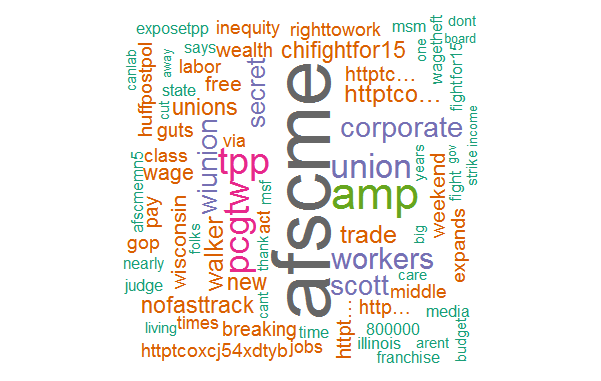 exposetpp
inequity
righttowork
msm
dont
board
one
canlab
says
away
wealth
chifightfor15
wagetheft
fightfor15
huffpostpol
labor
state
free
secret
httptc…
httptco…
cut
unions
guts
corporate
via
class
wage
wiunion
tpp
afscme
union
amp
years
gov
strike
income
fight
weekend
afscmemn5
pay
wisconsin
folks
walker
pcgtw
msf
act
thank
trade
big
expands
gop
nearly
workers
judge
new
cant
scott
care
middle
nofasttrack
httpt…
http…
media
living
times
breaking
time
800000
budget
illinois
arent
httptcoxcj54xdtyb
jobs
franchise